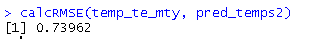 > calcRMSE(temp_te_mty, pred_temps2)
[1] 0.73962